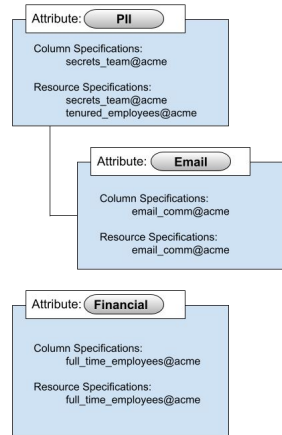 Attribute: PII
Column Specifications:
secrets_team@acme
Resource Specifications:
secrets_team@acme
tenured_employees@acme
Attribute: Email
Column Specifications:
email_comm@acme
Resource Specifications:
email_comm@acme
Attribute: Financial
Column Specifications:
full_time_employees@acme
Resource Specifications:
full_time_employees@acme